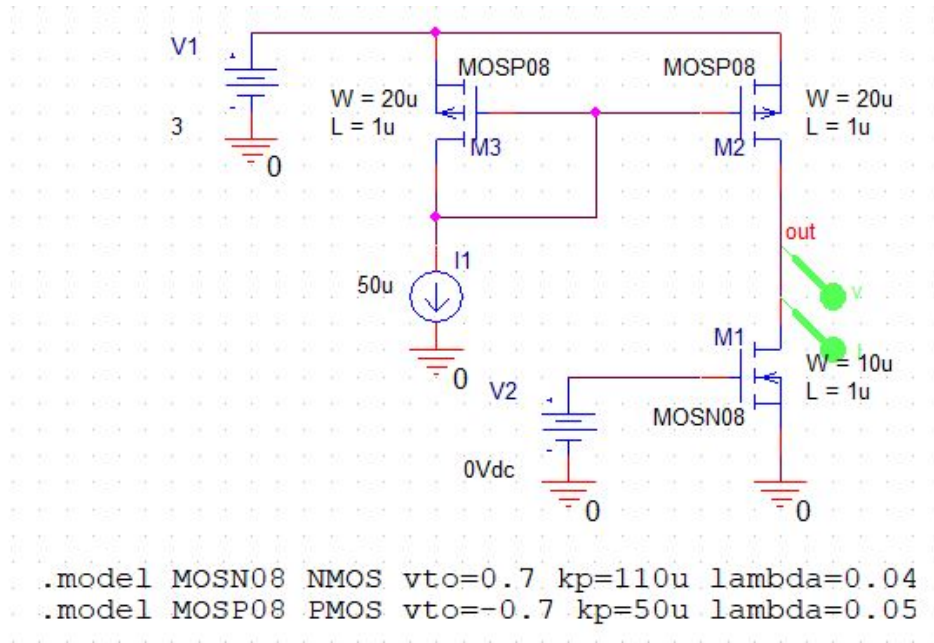 V1
MOSP08
MOSP08
W = 20u
L = 1u
W = 20u
L = 1u
3
M3
M2
0
out
I1
50u
V
M1
I
W = 10u
L = 1u
0
V2
MOSN08
0Vdc
0
0
.model MOSN08 NMOS vto=0.7 kp=110u lambda=0.04
.model MOSP08 PMOS vto=-0.7 kp=50u lambda=0.05